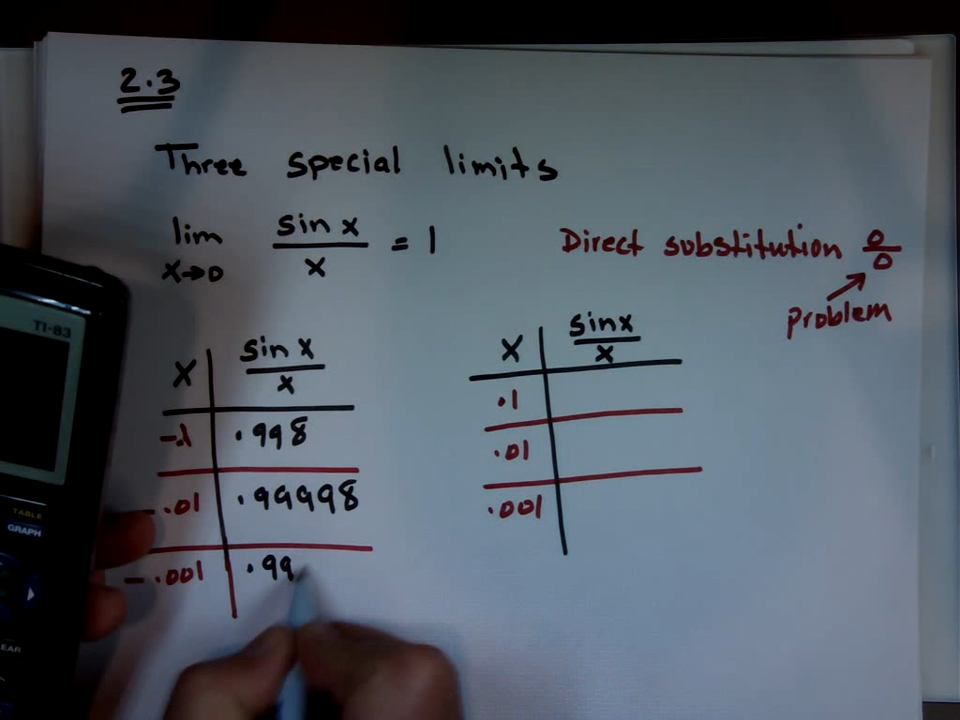 2.3
Three special limits
lim x→0 sin x / x = 1
Direct substitution 0/0
problem
TI-83
x | sin x / x
-.1 | .998
-.01 | .99998
-.001 | .99
x | sin x / x
.1
.01
.001
TABLE
GRAPH
EAR